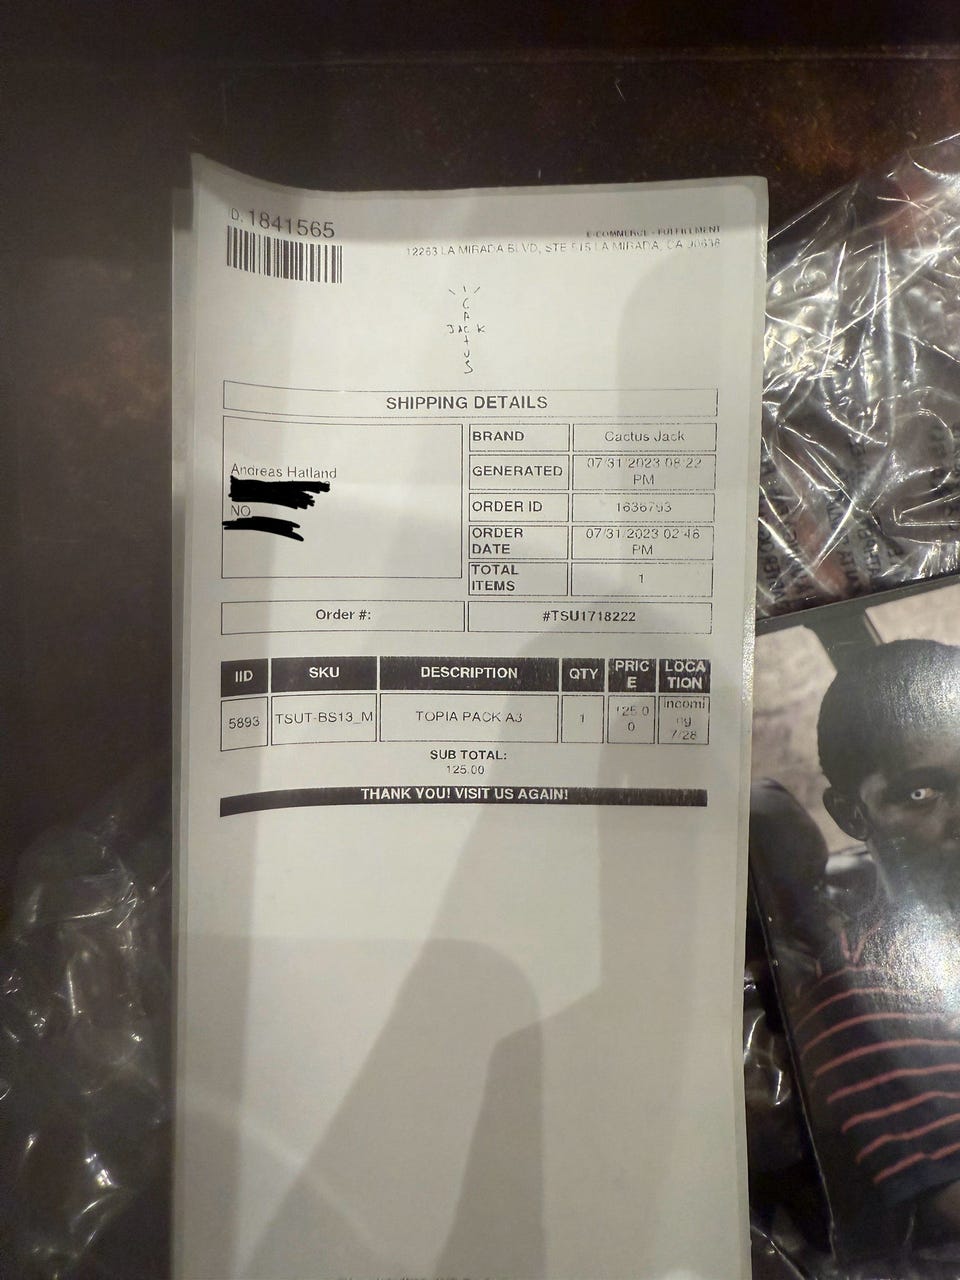 ID. 1841565
E-COMMERCE - FULFILLMENT
12263 LA MIRADA BLVD, STE 515 LA MIRADA, CA 90638
CACTUS
JACK
SHIPPING DETAILS
Andreas Hatland
NO
BRAND Cactus Jack
GENERATED 07/31/2023 08:22 PM
ORDER ID 1636793
ORDER DATE 07/31/2023 02:46 PM
TOTAL ITEMS 1
Order #: #TSU1718222
IID SKU DESCRIPTION QTY PRICE LOCATION
5893 TSUT-BS13_M TOPIA PACK A3 1 125.00 incoming 7/28
SUB TOTAL:
125.00
THANK YOU! VISIT US AGAIN!